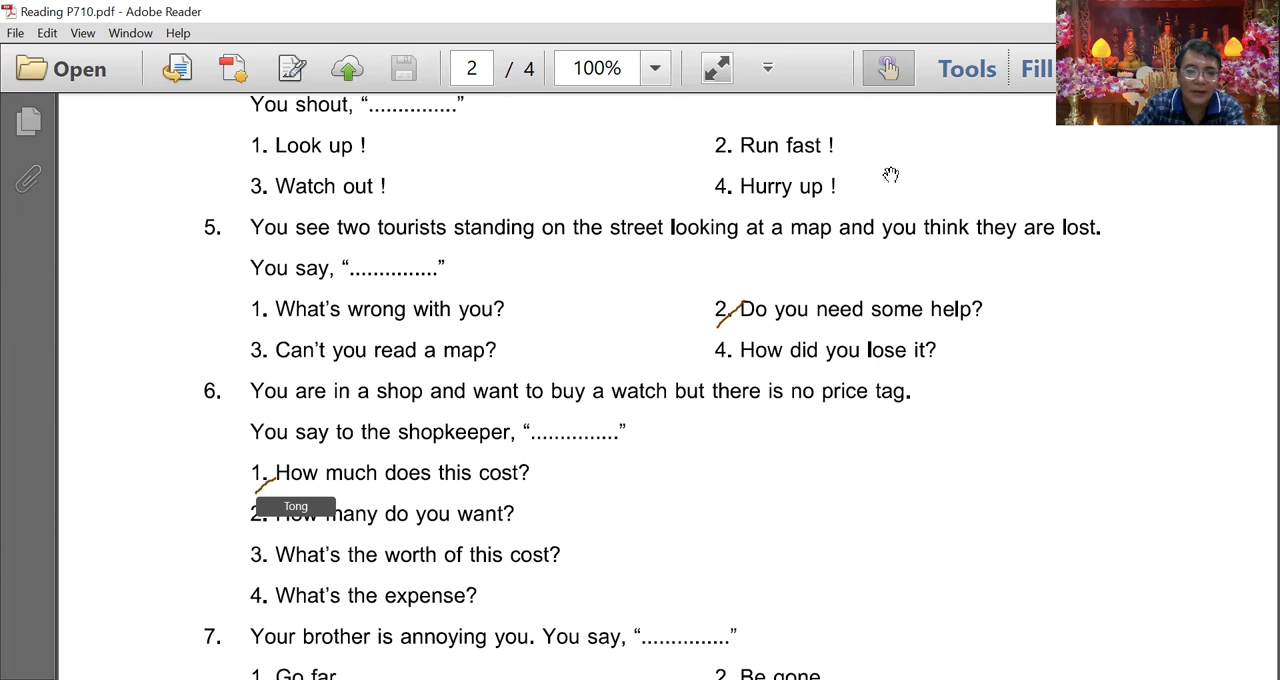 Reading P710.pdf - Adobe Reader
File Edit View Window Help
Open 2 / 4 100% Tools Fill
You shout, “...............”
1. Look up ! 2. Run fast !
3. Watch out ! 4. Hurry up !
5. You see two tourists standing on the street looking at a map and you think they are lost.
You say, “...............”
1. What’s wrong with you? 2. Do you need some help?
3. Can’t you read a map? 4. How did you lose it?
6. You are in a shop and want to buy a watch but there is no price tag.
You say to the shopkeeper, “...............”
1. How much does this cost?
Tong
2. How many do you want?
3. What’s the worth of this cost?
4. What’s the expense?
7. Your brother is annoying you. You say, “...............”
1. Go far 2. Be gone